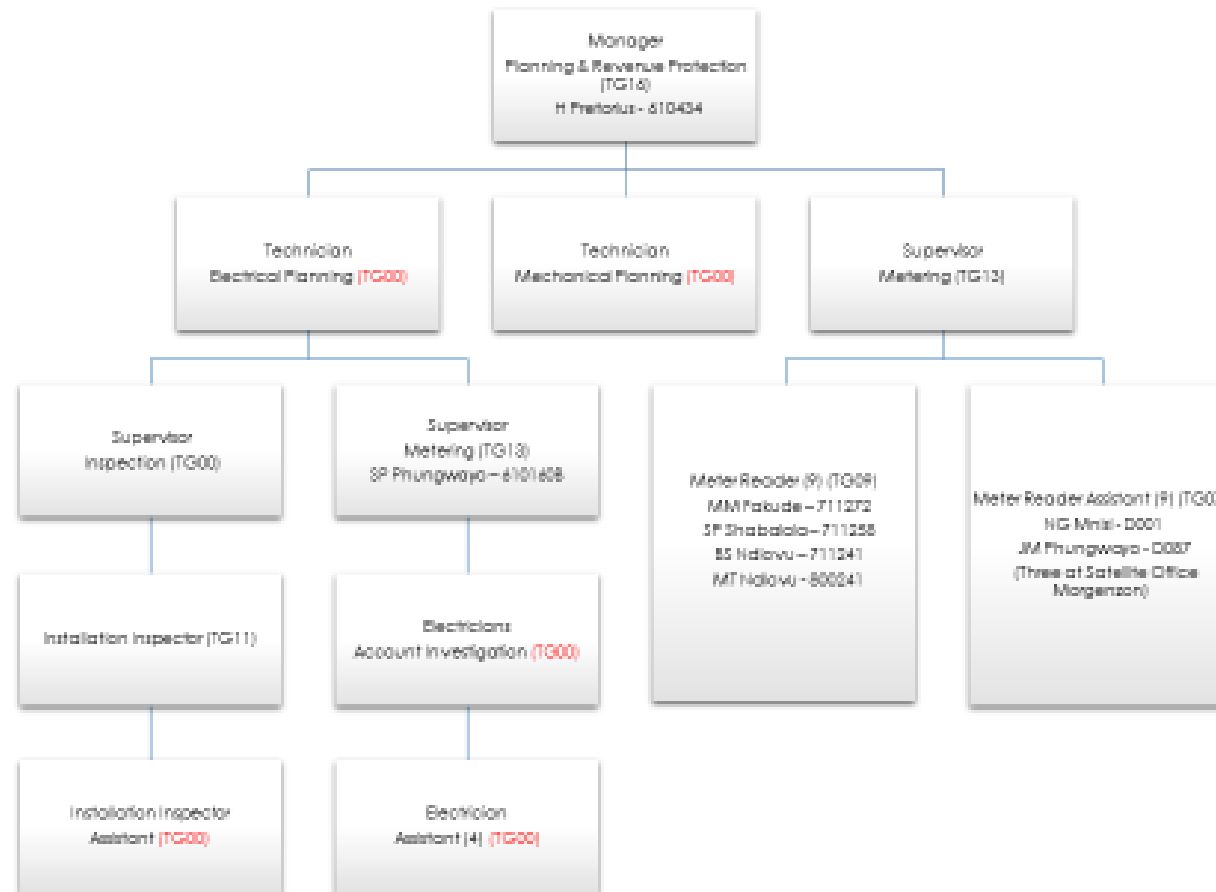 Manager
Planning & Revenue Protection
(TG16)
H Pretorius - 610434
Technician
Electrical Planning (TG00)
Technician
Mechanical Planning (TG00)
Supervisor
Metering (TG13)
Supervisor
Inspection (TG00)
Supervisor
Metering (TG13)
SP Phungwayo – 6101608
Meter Reader (9) (TG09)
MM Fakude – 711272
SP Shabalala – 711258
BS Ndlovu – 711241
MT Ndlovu - 800241
Meter Reader Assistant (9)
NG Mnisi - D001
JM Phungwayo - D087
(Three at Satellite Office
Morgenzon)
Installation Inspector (TG11)
Electricians
Account Investigation (TG00)
Installation Inspector
Assistant (TG00)
Electrician
Assistant (4) (TG00)